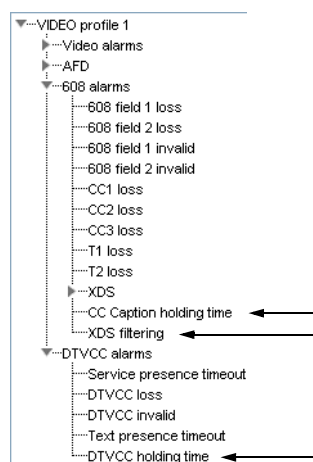 VIDEO profile 1
Video alarms
AFD
608 alarms
608 field 1 loss
608 field 2 loss
608 field 1 invalid
608 field 2 invalid
CC1 loss
CC2 loss
CC3 loss
T1 loss
T2 loss
XDS
CC Caption holding time
XDS filtering
DTVCC alarms
Service presence timeout
DTVCC loss
DTVCC invalid
Text presence timeout
DTVCC holding time